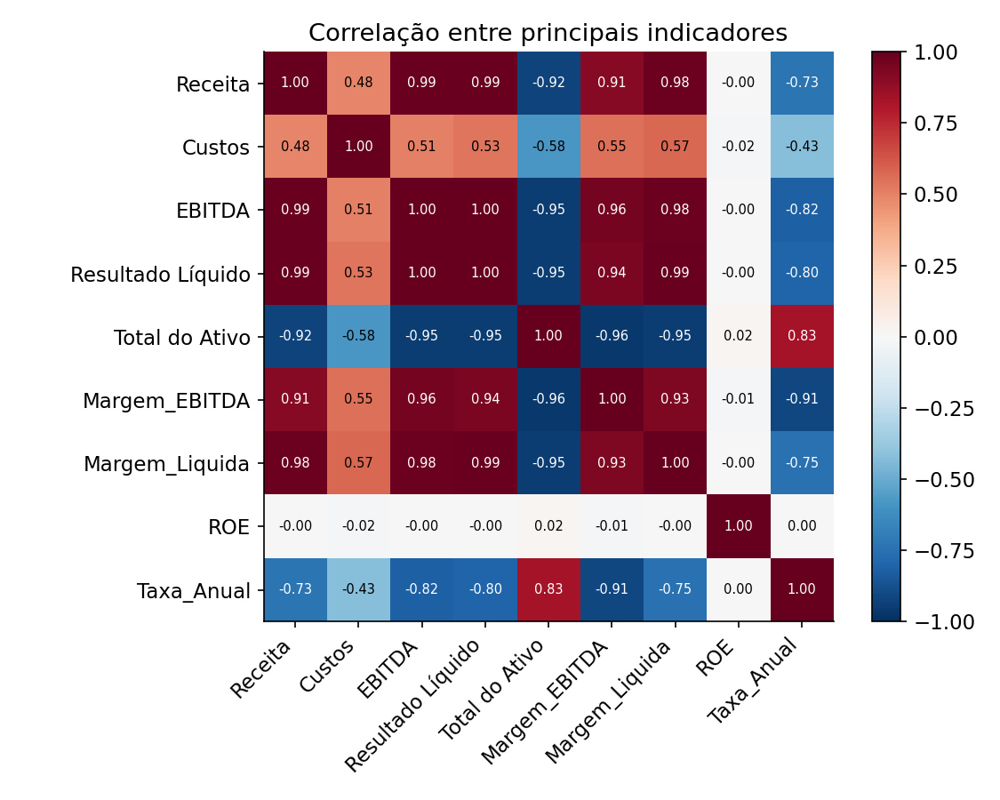 Correlação entre principais indicadores
Receita 1.00 0.48 0.99 0.99 -0.92 0.91 0.98 -0.00 -0.73
Custos 0.48 1.00 0.51 0.53 -0.58 0.55 0.57 -0.02 -0.43
EBITDA 0.99 0.51 1.00 1.00 -0.95 0.96 0.98 -0.00 -0.82
Resultado Líquido 0.99 0.53 1.00 1.00 -0.95 0.94 0.99 -0.00 -0.80
Total do Ativo -0.92 -0.58 -0.95 -0.95 1.00 -0.96 -0.95 0.02 0.83
Margem_EBITDA 0.91 0.55 0.96 0.94 -0.96 1.00 0.93 -0.01 -0.91
Margem_Liquida 0.98 0.57 0.98 0.99 -0.95 0.93 1.00 -0.00 -0.75
ROE -0.00 -0.02 -0.00 -0.00 0.02 -0.01 -0.00 1.00 0.00
Taxa_Anual -0.73 -0.43 -0.82 -0.80 0.83 -0.91 -0.75 0.00 1.00
Receita
Custos
EBITDA
Resultado Líquido
Total do Ativo
Margem_EBITDA
Margem_Liquida
ROE
Taxa_Anual
1.00
0.75
0.50
0.25
0.00
−0.25
−0.50
−0.75
−1.00